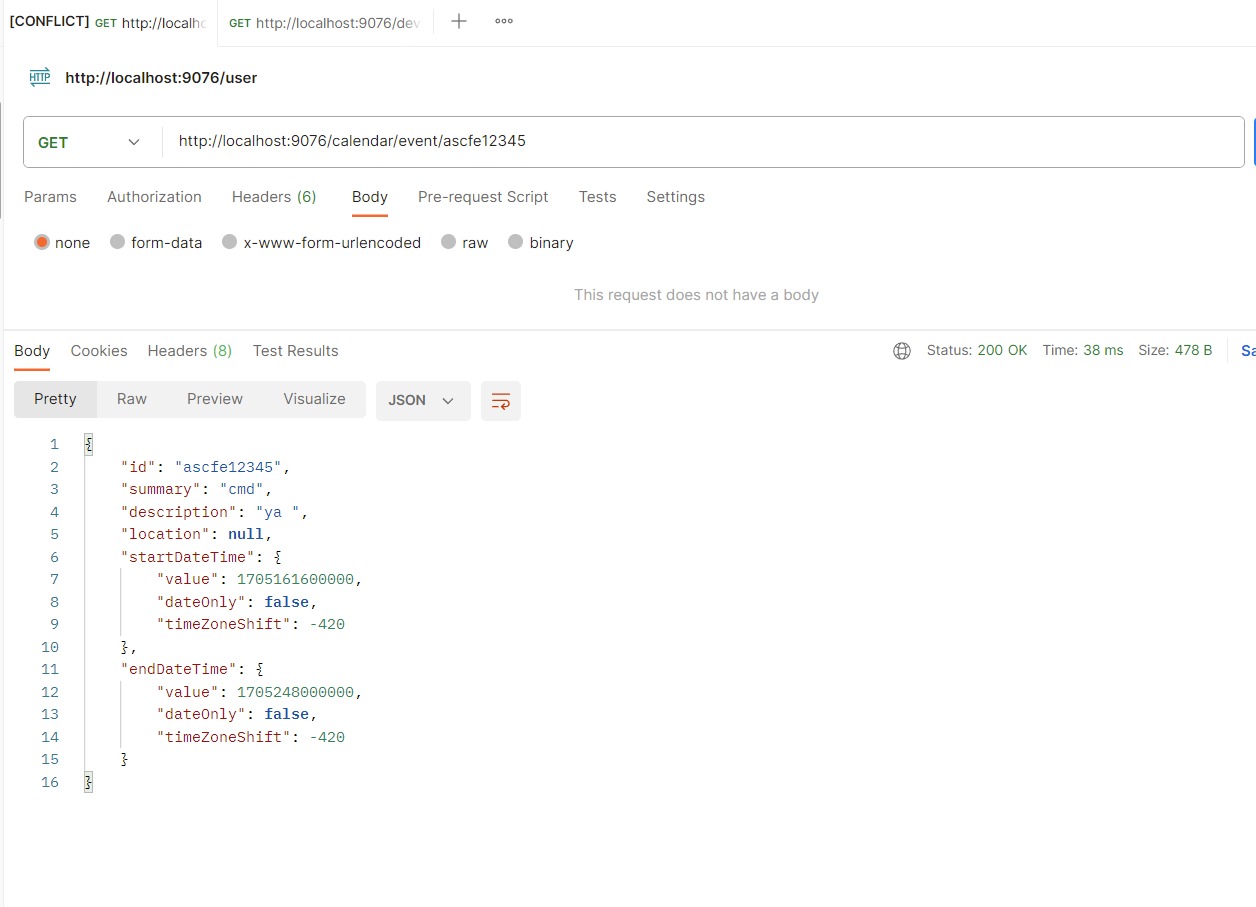 [CONFLICT] GET http://localhc GET http://localhost:9076/dev
HTTP http://localhost:9076/user
GET http://localhost:9076/calendar/event/ascfe12345
Params Authorization Headers (6) Body Pre-request Script Tests Settings
none form-data x-www-form-urlencoded raw binary
This request does not have a body
Body Cookies Headers (8) Test Results Status: 200 OK Time: 38 ms Size: 478 B Sa
Pretty Raw Preview Visualize JSON
1 {
2 "id": "ascfe12345",
3 "summary": "cmd",
4 "description": "ya ",
5 "location": null,
6 "startDateTime": {
7 "value": 1705161600000,
8 "dateOnly": false,
9 "timeZoneShift": -420
10 },
11 "endDateTime": {
12 "value": 1705248000000,
13 "dateOnly": false,
14 "timeZoneShift": -420
15 }
16 }